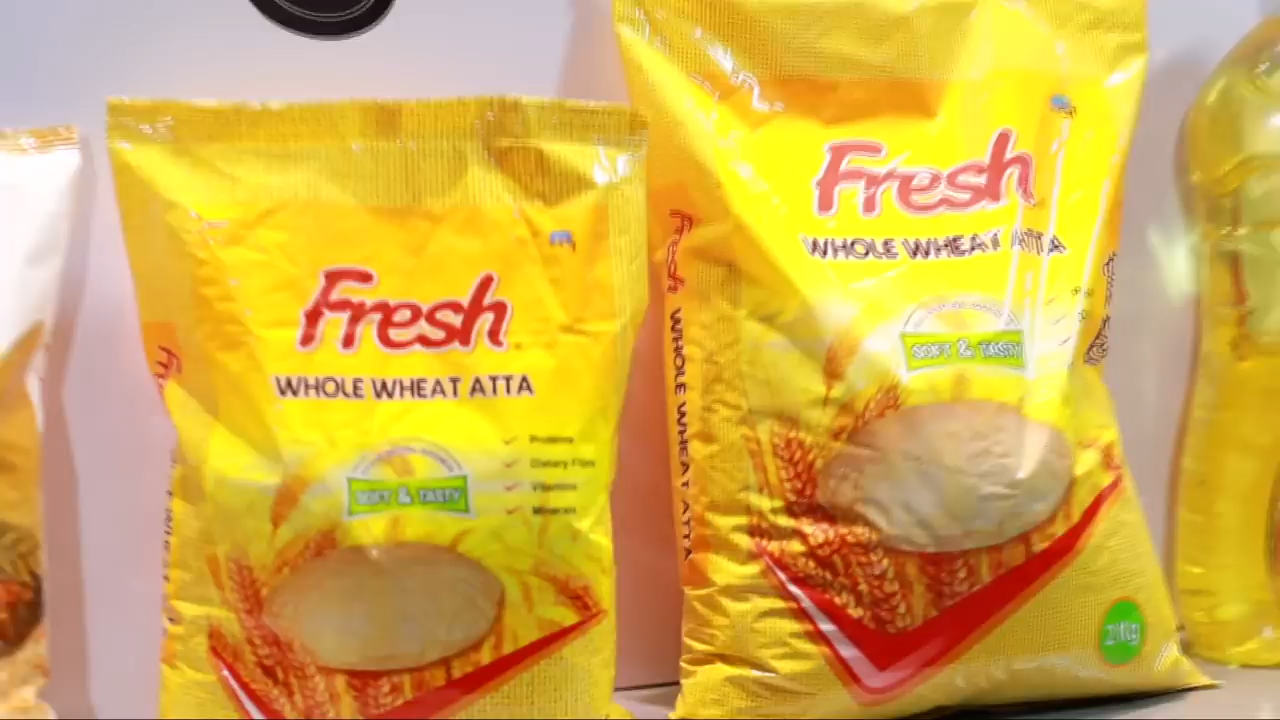 Fresh
WHOLE WHEAT ATTA
Proteins
Dietary Fibre
Vitamins
Minerals
SOFT & TASTY
Fresh
WHOLE WHEAT ATTA
SOFT & TASTY
Fresh WHOLE WHEAT ATTA